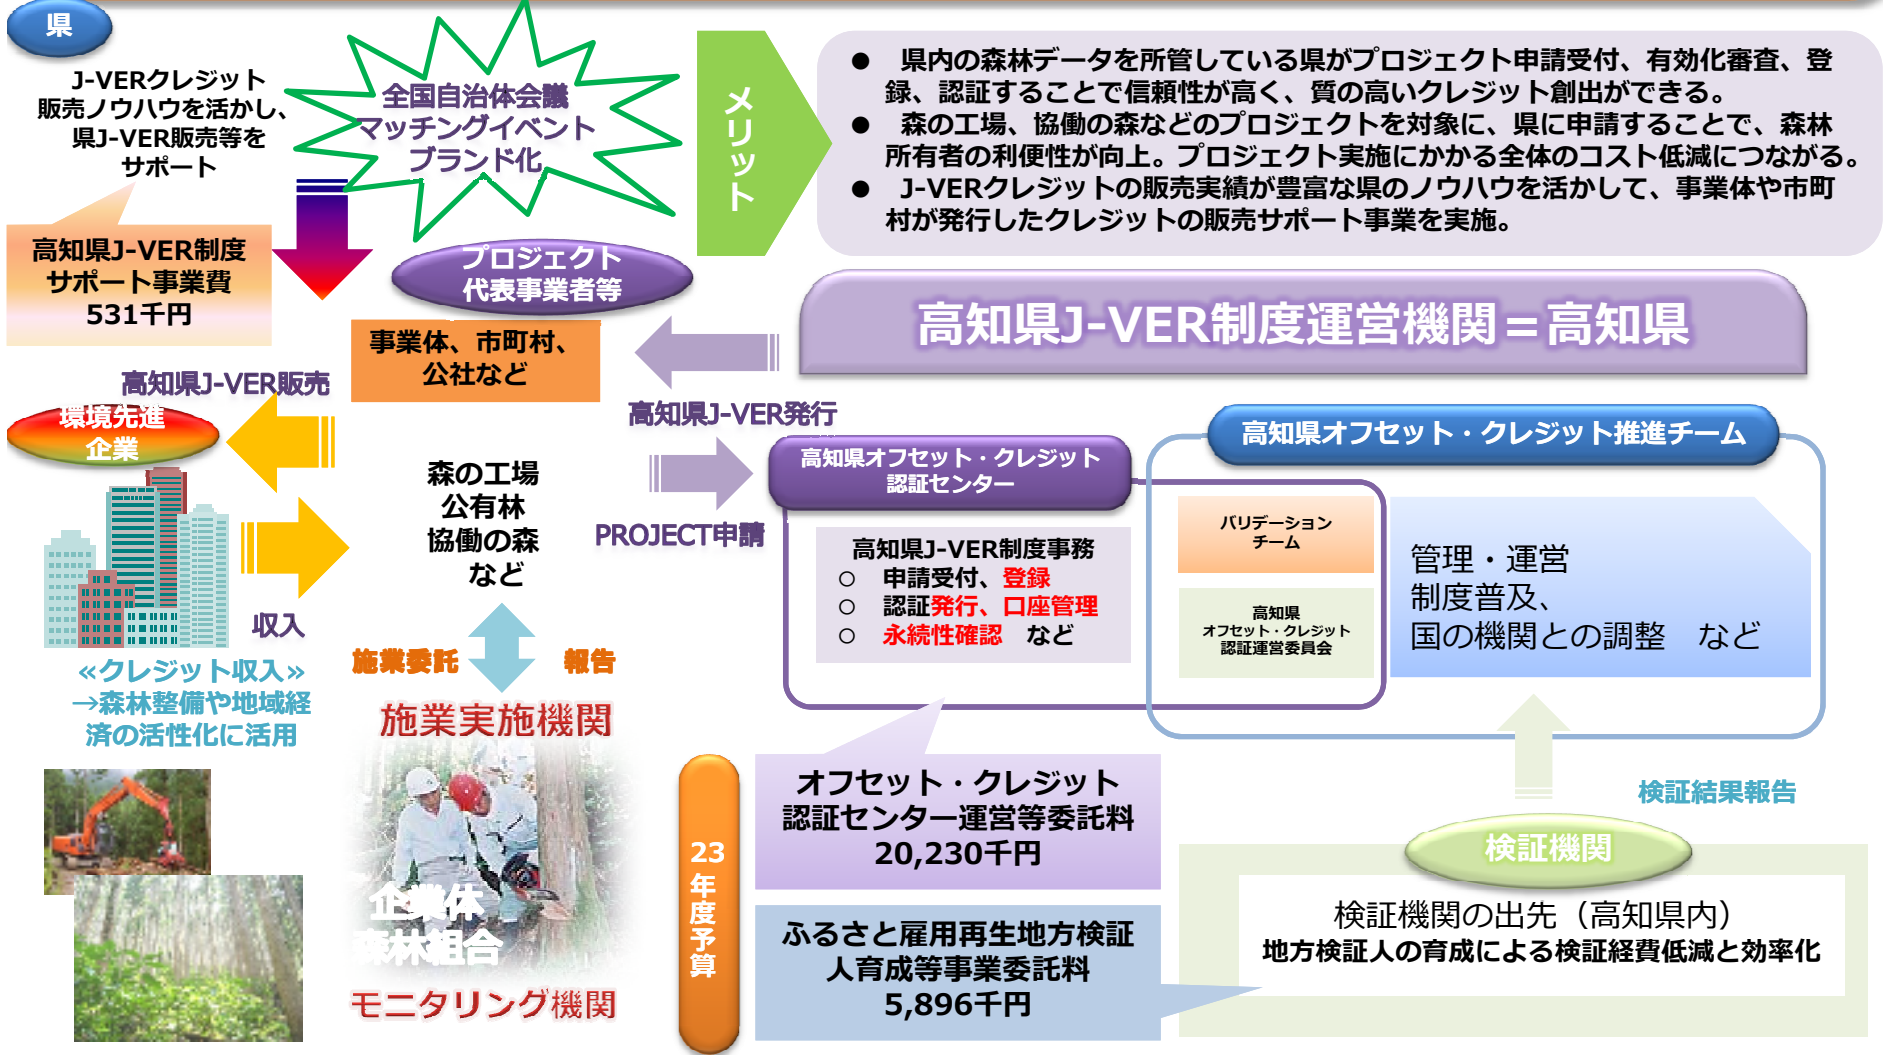 県
J-VERクレジット
販売ノウハウを活かし、
県J-VER販売等を
サポート
全国自治体会議
マッチングイベント
ブランド化
メリット
● 県内の森林データを所管している県がプロジェクト申請受付、有効化審査、登
録、認証することで信頼性が高く、質の高いクレジット創出ができる。
● 森の工場、協働の森などのプロジェクトを対象に、県に申請することで、森林
所有者の利便性が向上。プロジェクト実施にかかる全体のコスト低減につながる。
● J-VERクレジットの販売実績が豊富な県のノウハウを活かして、事業体や市町
村が発行したクレジットの販売サポート事業を実施。
高知県J-VER制度
サポート事業費
531千円
プロジェクト
代表事業者等
事業体、市町村、
公社など
高知県J-VER制度運営機関＝高知県
高知県J-VER販売
環境先進
企業
高知県J-VER発行
森の工場
公有林
協働の森
など
PROJECT申請
収入
«クレジット収入»
→森林整備や地域経
済の活性化に活用
高知県オフセット・クレジット
認証センター
高知県J-VER制度事務
○ 申請受付、登録
○ 認証発行、口座管理
○ 永続性確認 など
高知県オフセット・クレジット推進チーム
バリデーション
チーム
高知県
オフセット・クレジット
認証運営委員会
管理・運営
制度普及、
国の機関との調整 など
施業委託
報告
施業実施機関
企業体
森林組合
モニタリング機関
23
年度予算
オフセット・クレジット
認証センター運営等委託料
20,230千円
ふるさと雇用再生地方検証
人育成等事業委託料
5,896千円
検証結果報告
検証機関
検証機関の出先（高知県内）
地方検証人の育成による検証経費低減と効率化